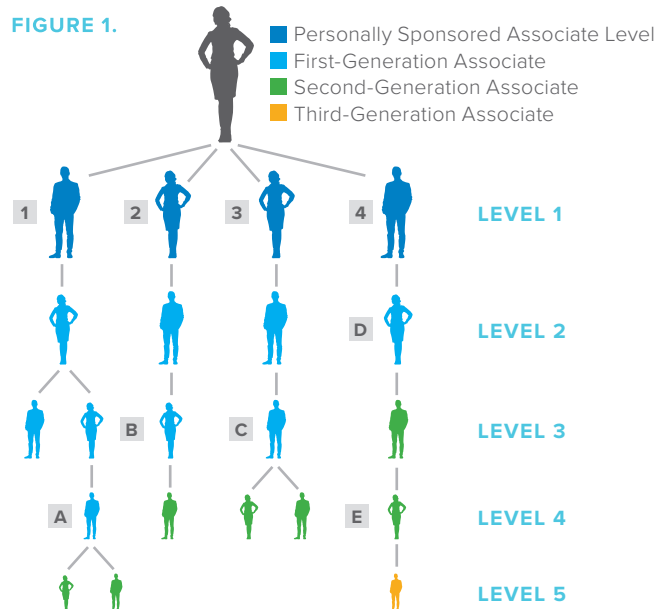 FIGURE 1.
Personally Sponsored Associate Level
First-Generation Associate
Second-Generation Associate
Third-Generation Associate
1 2 3 4 LEVEL 1
D LEVEL 2
B C LEVEL 3
A E LEVEL 4
LEVEL 5